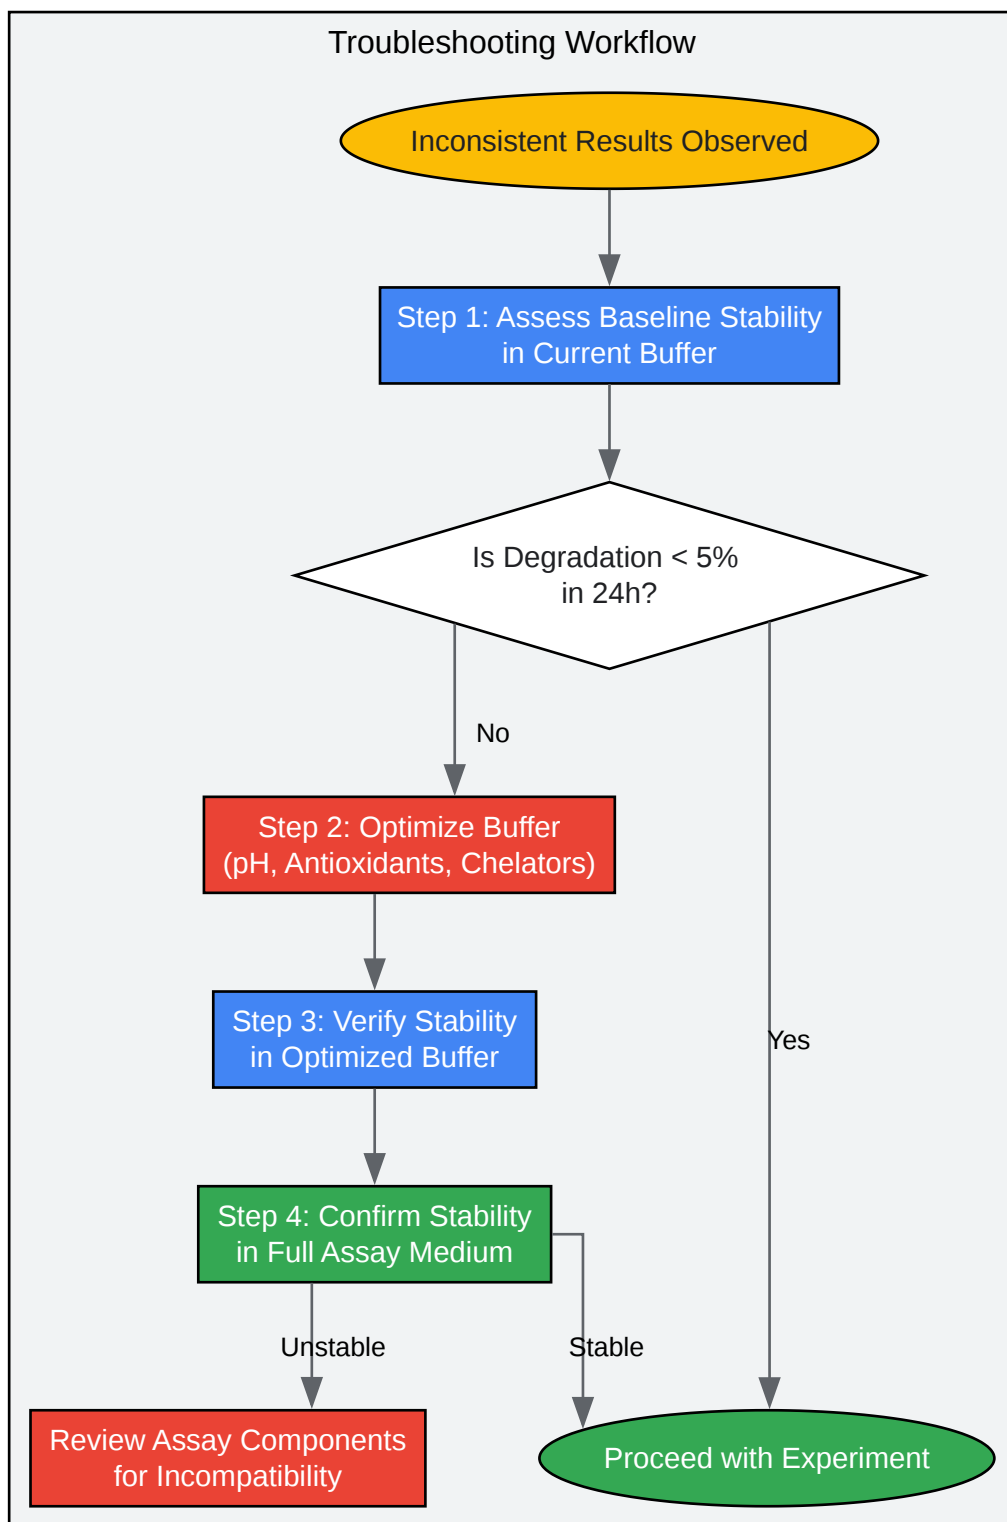 Troubleshooting Workflow
Inconsistent Results Observed
Step 1: Assess Baseline Stability
in Current Buffer
Is Degradation < 5%
in 24h?
No
Step 2: Optimize Buffer
(pH, Antioxidants, Chelators)
Step 3: Verify Stability
in Optimized Buffer
Yes
Step 4: Confirm Stability
in Full Assay Medium
Unstable
Stable
Review Assay Components
for Incompatibility
Proceed with Experiment